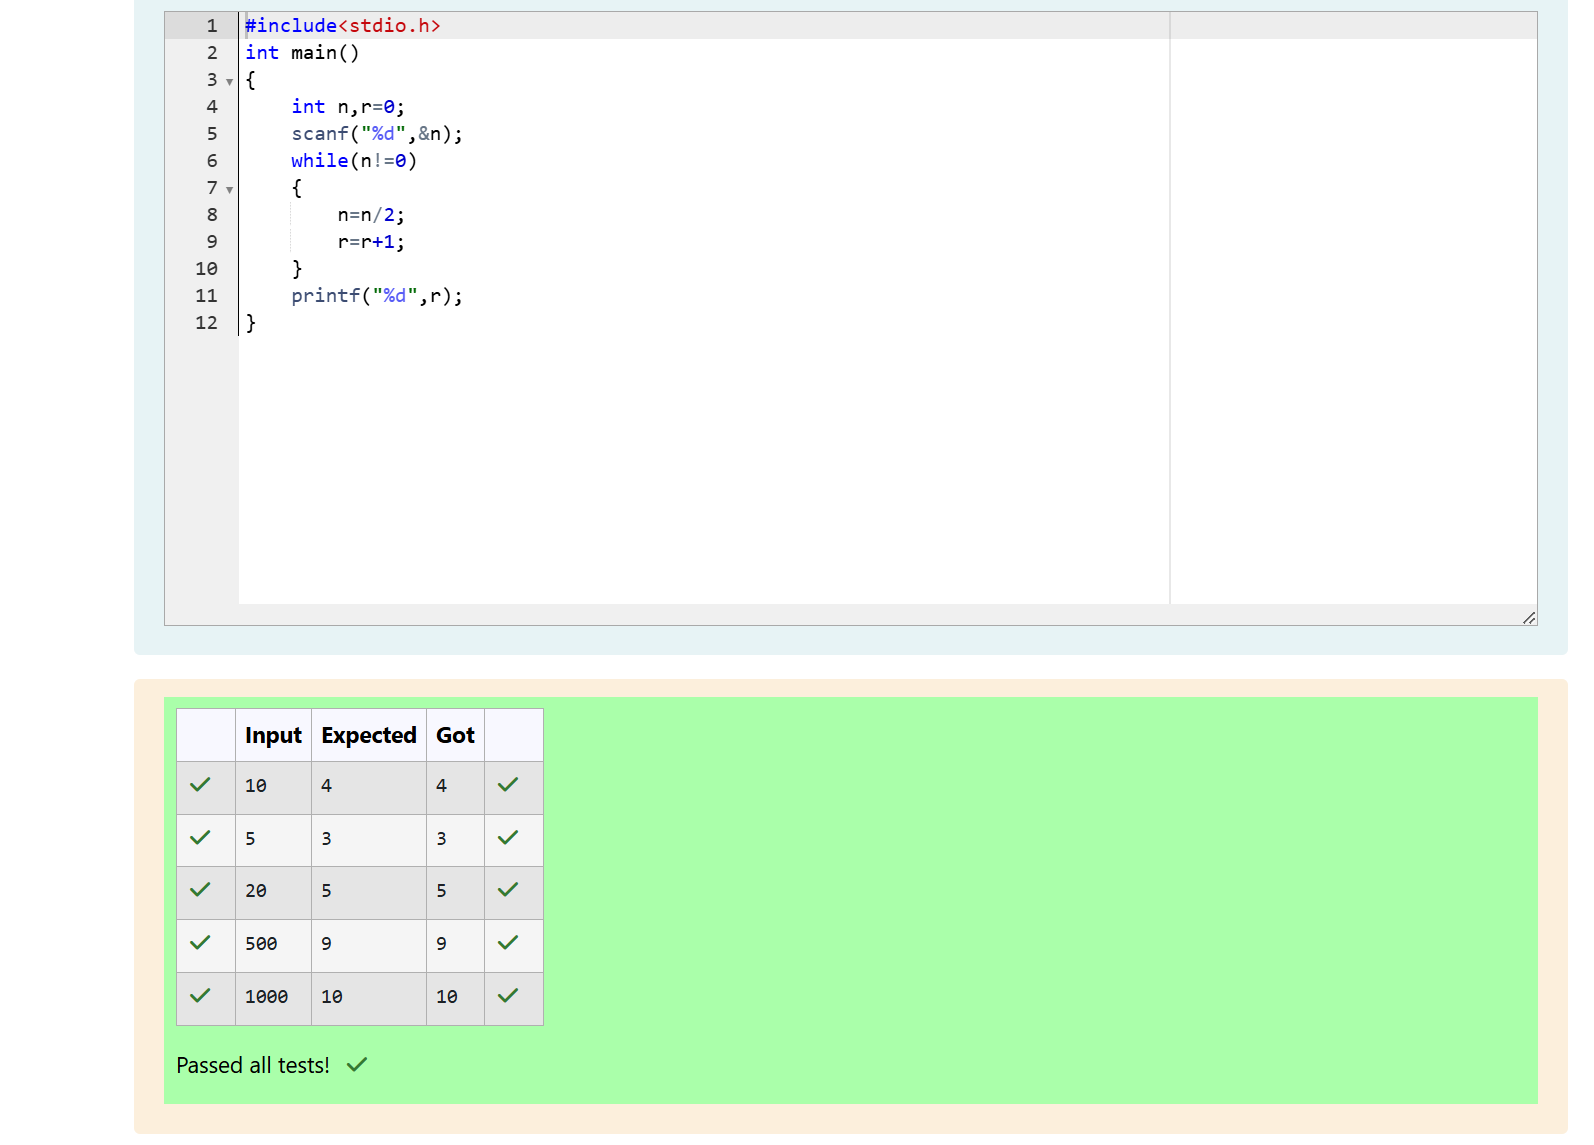 1 #include<stdio.h>
2 int main()
3 {
4     int n,r=0;
5     scanf("%d",&n);
6     while(n!=0)
7     {
8         n=n/2;
9         r=r+1;
10     }
11     printf("%d",r);
12 }
Input Expected Got
10 4 4
5 3 3
20 5 5
500 9 9
1000 10 10
Passed all tests!